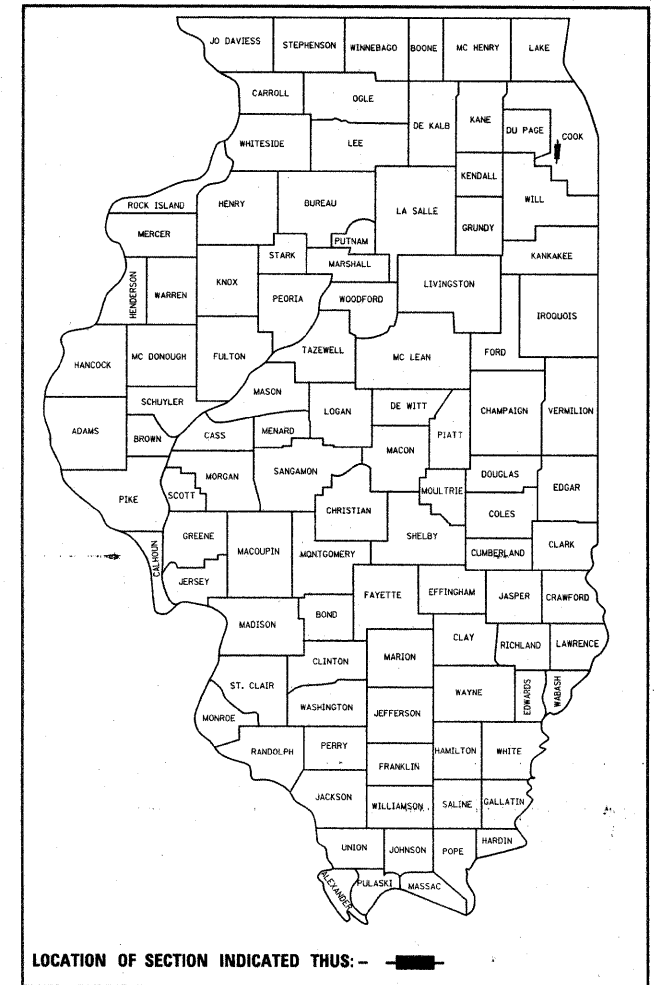 JO DAVIESS STEPHENSON WINNEBAGO BOONE MC HENRY LAKE
CARROLL OGLE DE KALB KANE DU PAGE COOK
WHITESIDE LEE KENDALL
ROCK ISLAND HENRY BUREAU LA SALLE GRUNDY WILL
MERCER STARK PUTNAM MARSHALL KANKAKEE
HENDERSON WARREN KNOX PEORIA WOODFORD LIVINGSTON IROQUOIS
HANCOCK MC DONOUGH FULTON TAZEWELL MC LEAN FORD
SCHUYLER MASON LOGAN DE WITT CHAMPAIGN VERMILION
ADAMS BROWN CASS MENARD MACON PIATT
PIKE SCOTT MORGAN SANGAMON CHRISTIAN MOULTRIE DOUGLAS EDGAR
COLES
CALHOUN GREENE MACOUPIN MONTGOMERY SHELBY CUMBERLAND CLARK
JERSEY FAYETTE EFFINGHAM JASPER CRAWFORD
MADISON BOND CLAY RICHLAND LAWRENCE
CLINTON MARION
ST. CLAIR WASHINGTON JEFFERSON WAYNE EDWARDS WABASH
MONROE RANDOLPH PERRY FRANKLIN HAMILTON WHITE
JACKSON WILLIAMSON SALINE GALLATIN
UNION JOHNSON POPE HARDIN
ALEXANDER PULASKI MASSAC
LOCATION OF SECTION INDICATED THUS: -